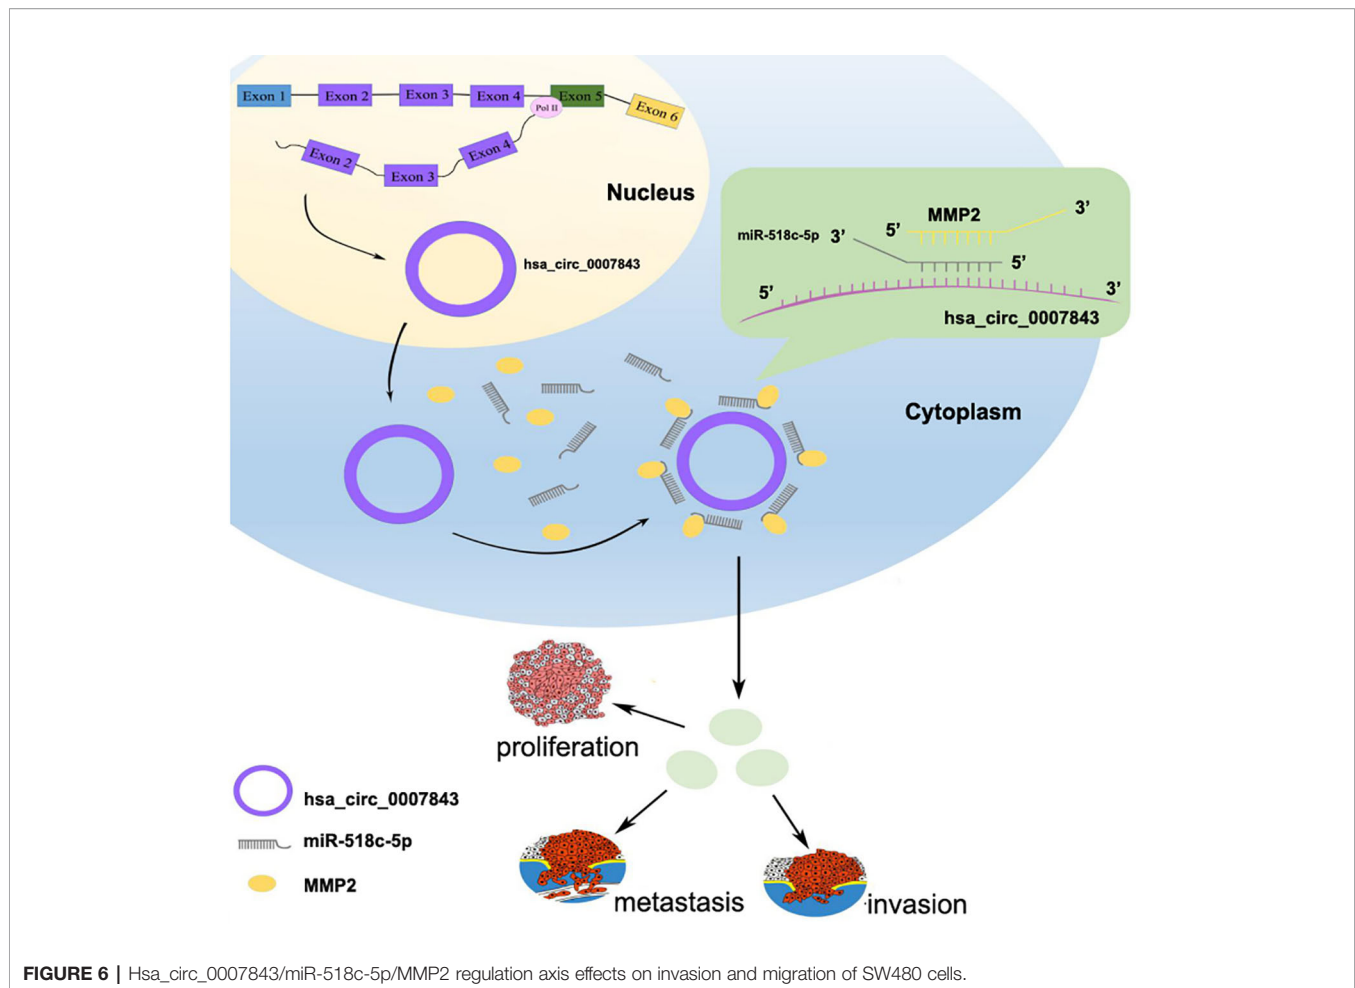 Exon 1
Exon 2
Exon 3
Exon 4
Exon 5
Exon 6
Pol II
Exon 2
Exon 3
Exon 4
Nucleus
hsa_circ_0007843
MMP2
5’
3’
miR-518c-5p 3’
5’
5’
3’
hsa_circ_0007843
Cytoplasm
proliferation
metastasis
invasion
hsa_circ_0007843
miR-518c-5p
MMP2
FIGURE 6 | Hsa_circ_0007843/miR-518c-5p/MMP2 regulation axis effects on invasion and migration of SW480 cells.